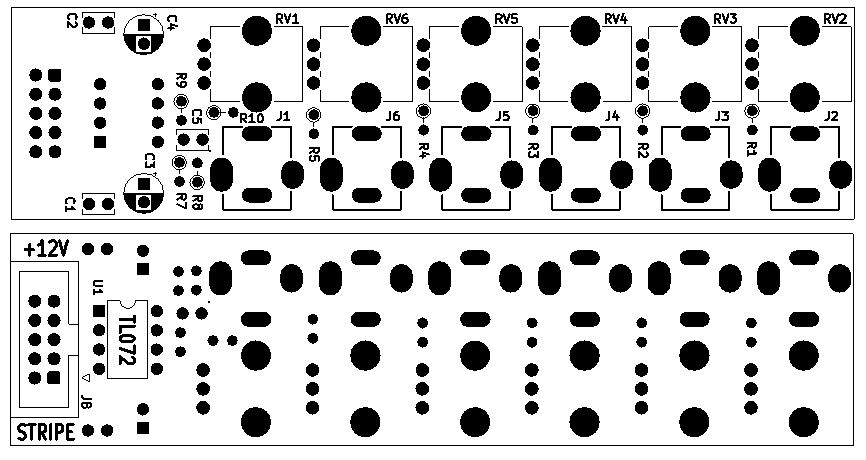 C2 C4 RV1 RV6 RV5 RV4 RV3 RV2
R9 C5 R10 J1 J6 J5 J4 J3 J2
R5 R4 R3 R2 R1
C3
C1 R7 R8
+12V
U1
TL072
J8
STRIPE